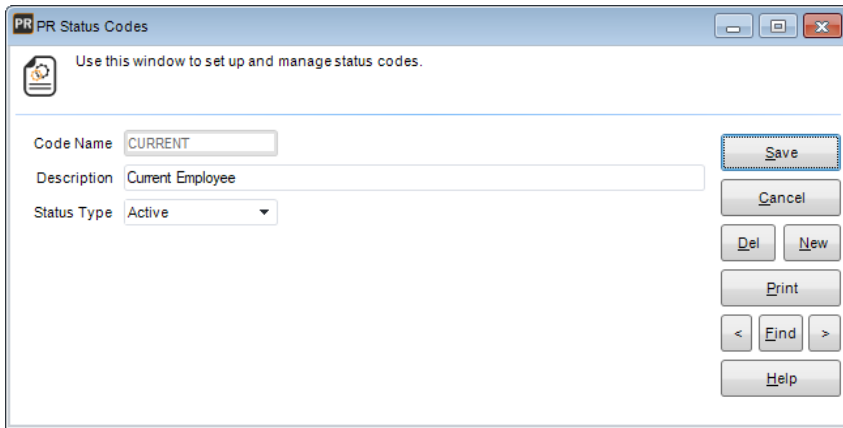 PR PR Status Codes
Use this window to set up and manage status codes.
Code Name CURRENT
Save
Description Current Employee
Cancel
Status Type Active
Del New
Print
< Find >
Help